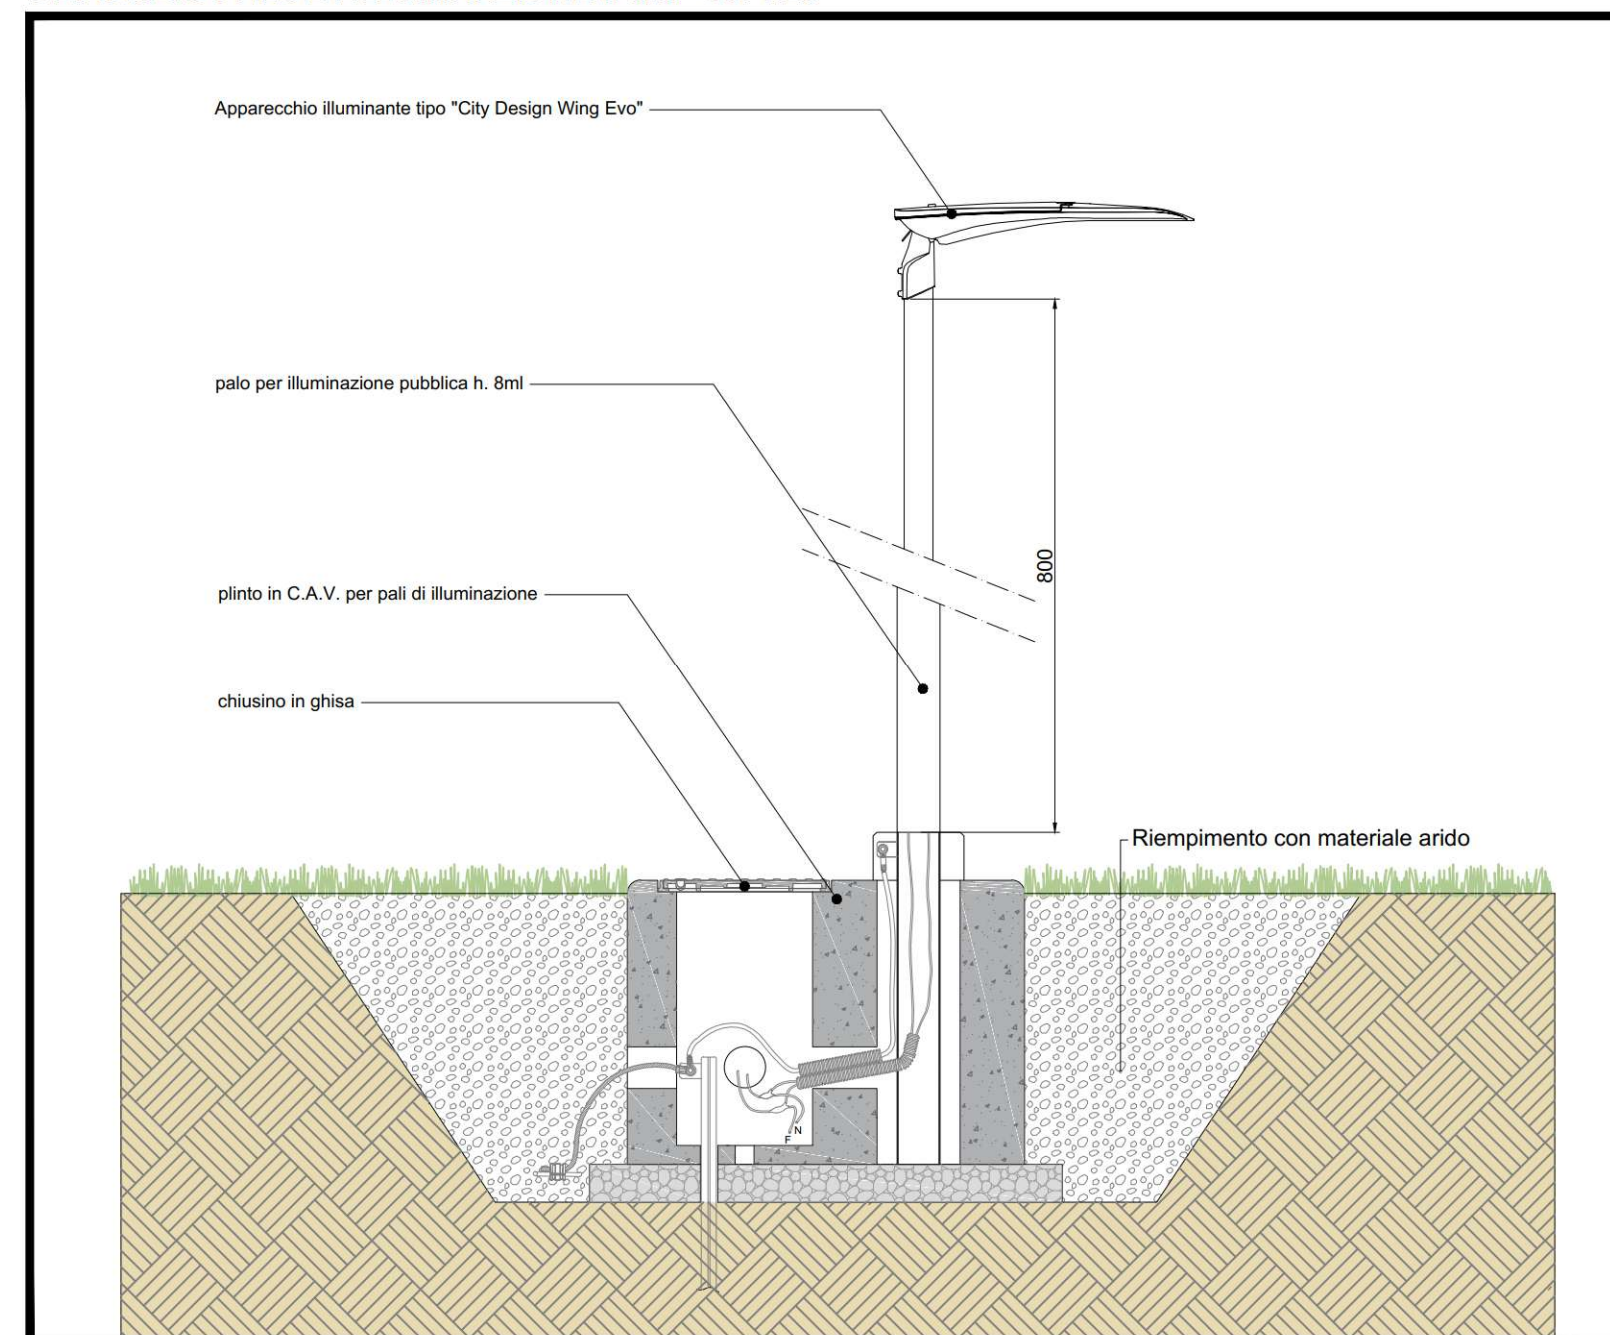 Apparecchio illuminante tipo "City Design Wing Evo"
palo per illuminazione pubblica h. 8ml
800
plinto in C.A.V. per pali di illuminazione
chiusino in ghisa
Riempimento con materiale arido
N
F